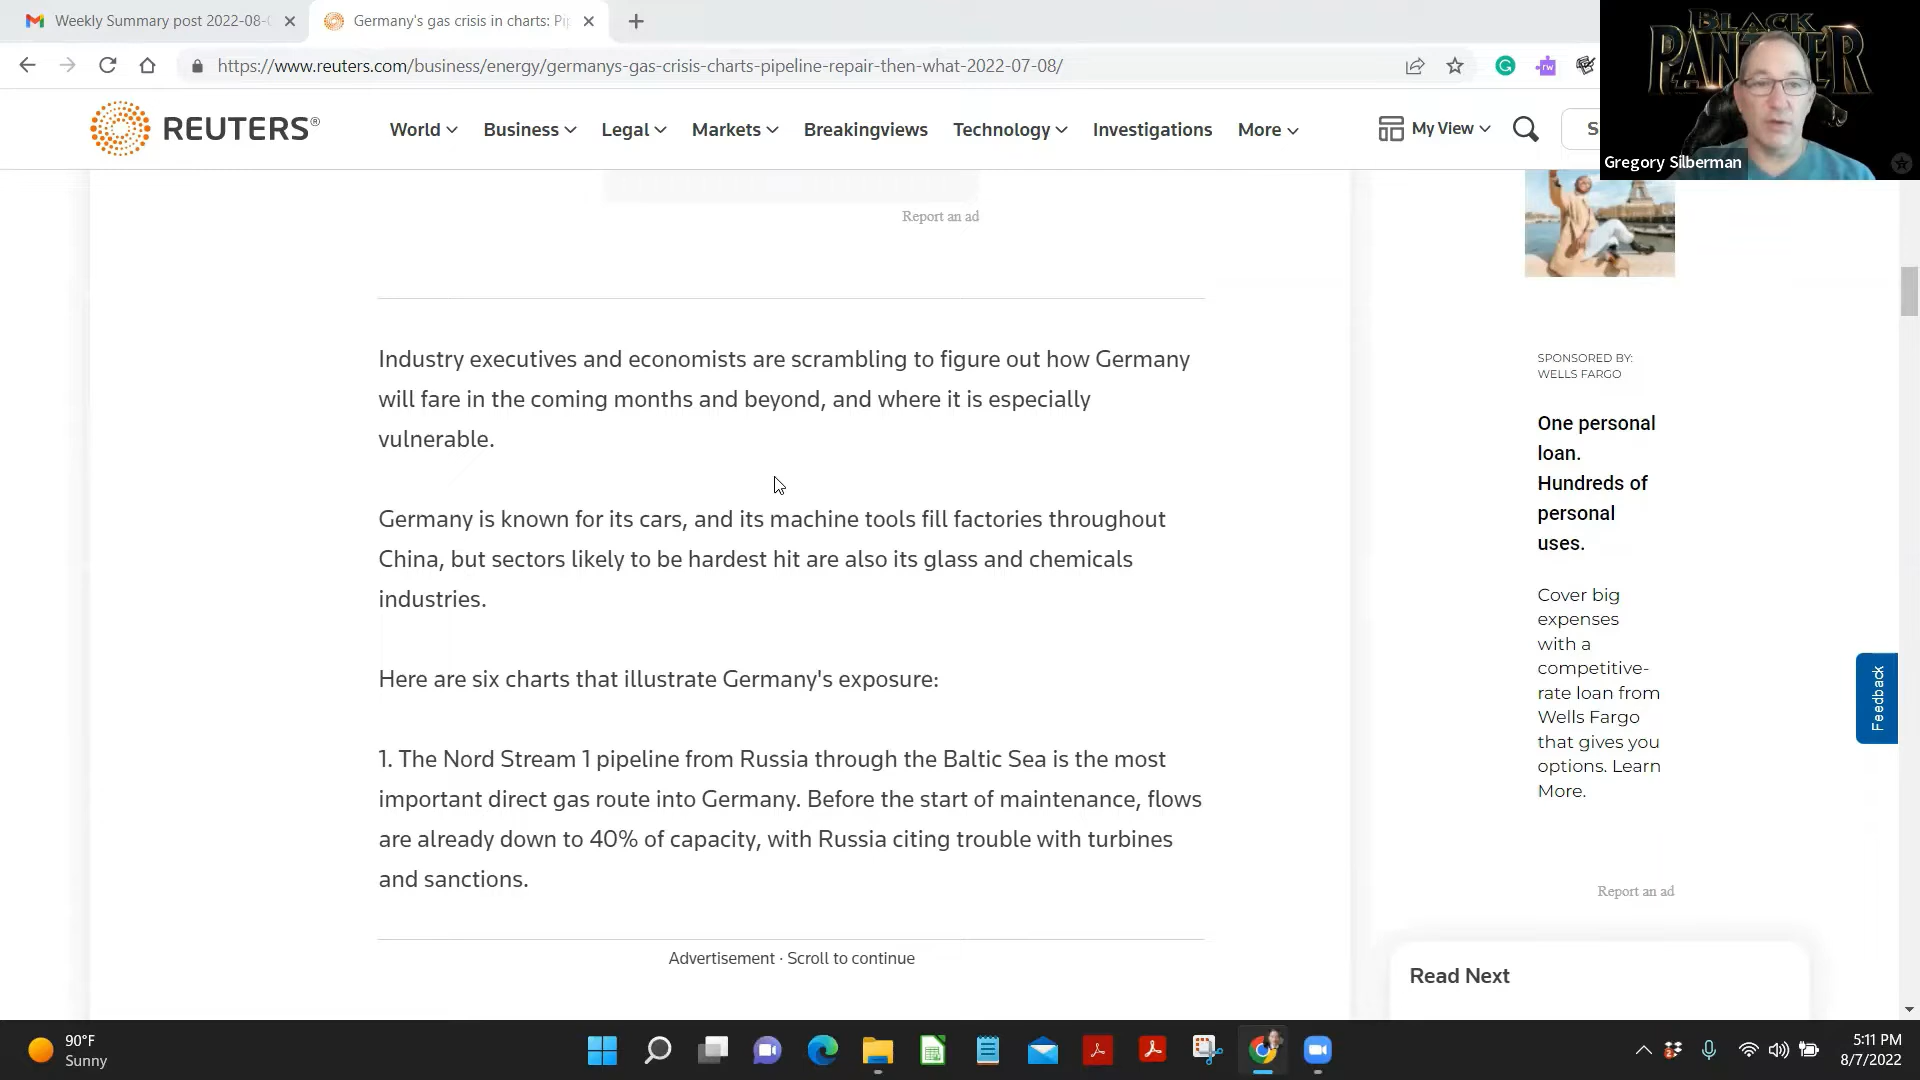 Weekly Summary post 2022-08-
Germany's gas crisis in charts: Pip
https://www.reuters.com/business/energy/germanys-gas-crisis-charts-pipeline-repair-then-what-2022-07-08/
rw
BLACK
PANTHER
Gregory Silberman
REUTERS®
World
Business
Legal
Markets
Breakingviews
Technology
Investigations
More
My View
S
Report an ad
Industry executives and economists are scrambling to figure out how Germany
will fare in the coming months and beyond, and where it is especially
vulnerable.
Germany is known for its cars, and its machine tools fill factories throughout
China, but sectors likely to be hardest hit are also its glass and chemicals
industries.
Here are six charts that illustrate Germany's exposure:
1. The Nord Stream 1 pipeline from Russia through the Baltic Sea is the most
important direct gas route into Germany. Before the start of maintenance, flows
are already down to 40% of capacity, with Russia citing trouble with turbines
and sanctions.
Advertisement · Scroll to continue
SPONSORED BY:
WELLS FARGO
One personal
loan.
Hundreds of
personal
uses.
Cover big
expenses
with a
competitive-
rate loan from
Wells Fargo
that gives you
options. Learn
More.
Report an ad
Feedback
Read Next
90°F
Sunny
5:11 PM
8/7/2022